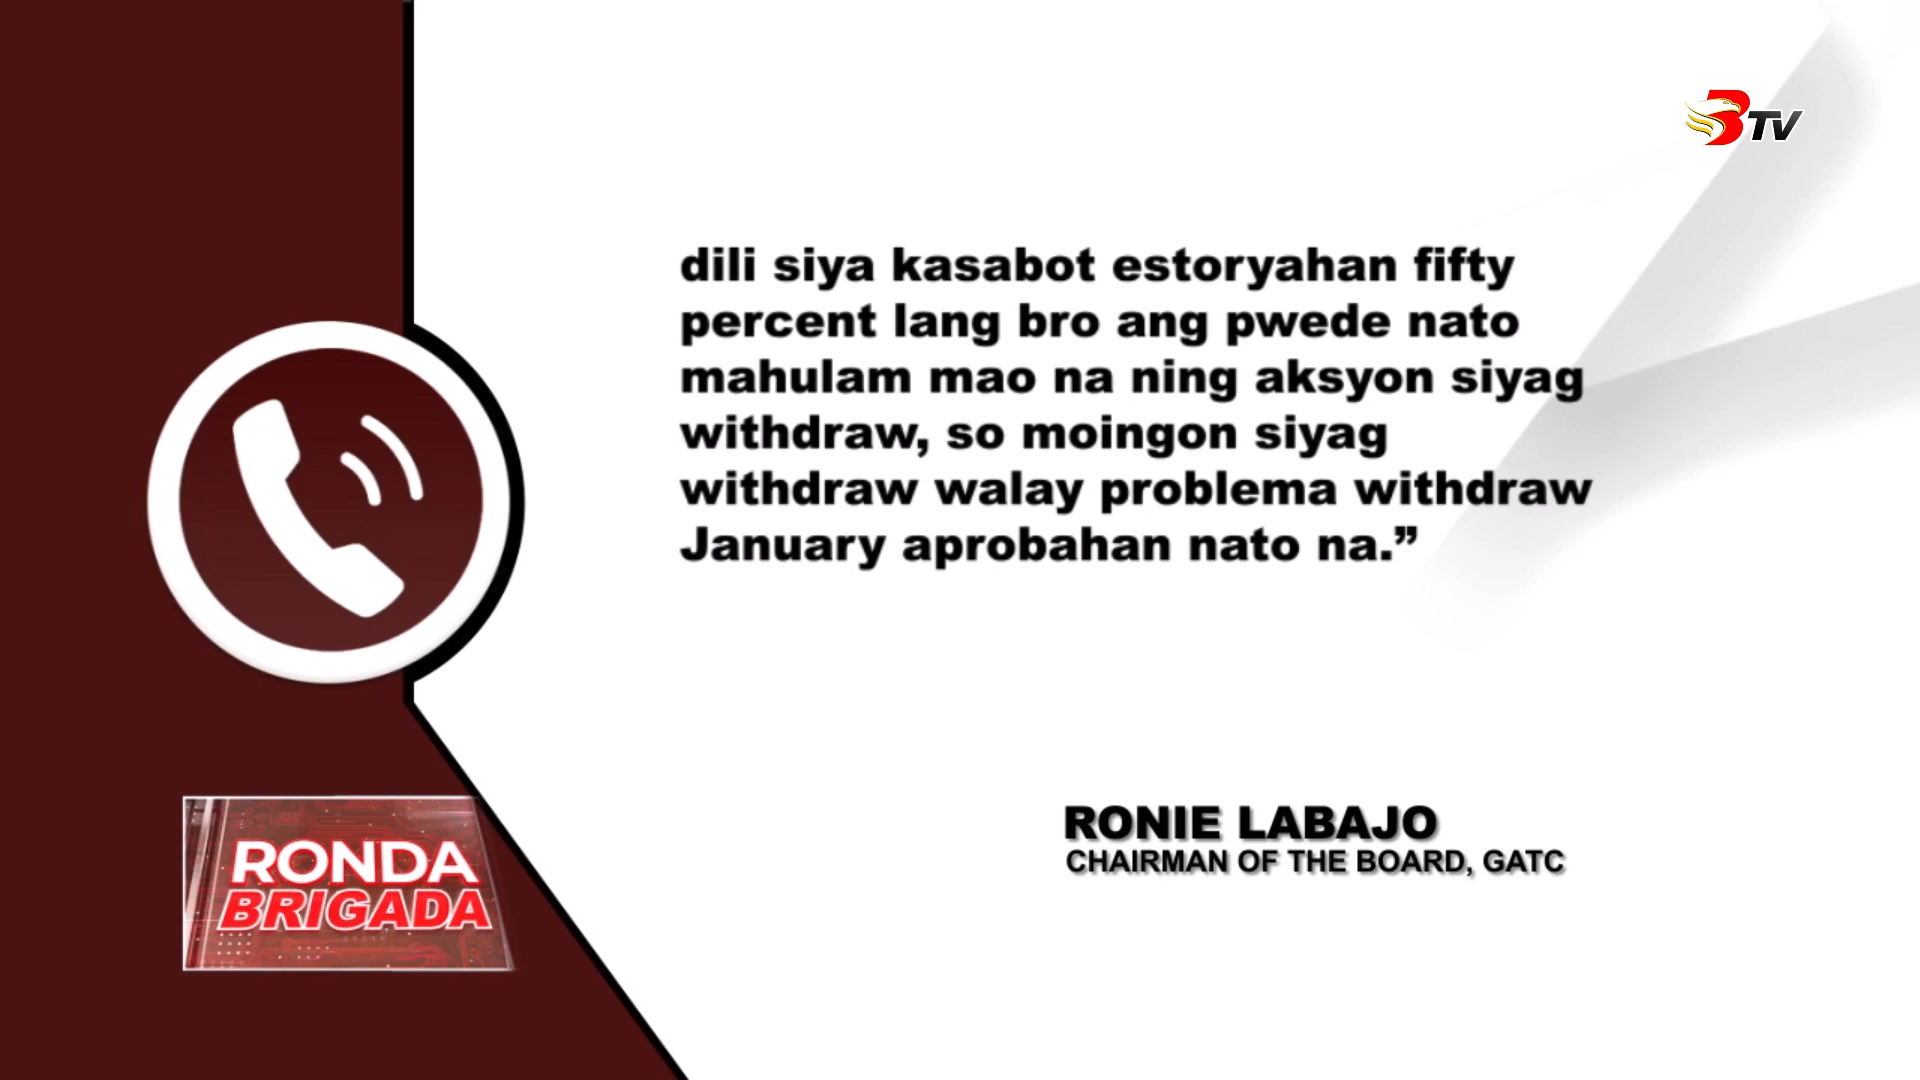 BTV
dili siya kasabot estoryahan fifty
percent lang bro ang pwede nato
mahulam mao na ning aksyon siyag
withdraw, so moingon siyag
withdraw walay problema withdraw
January aprobahan nato na.”
RONIE LABAJO
CHAIRMAN OF THE BOARD, GATC
RONDA
BRIGADA